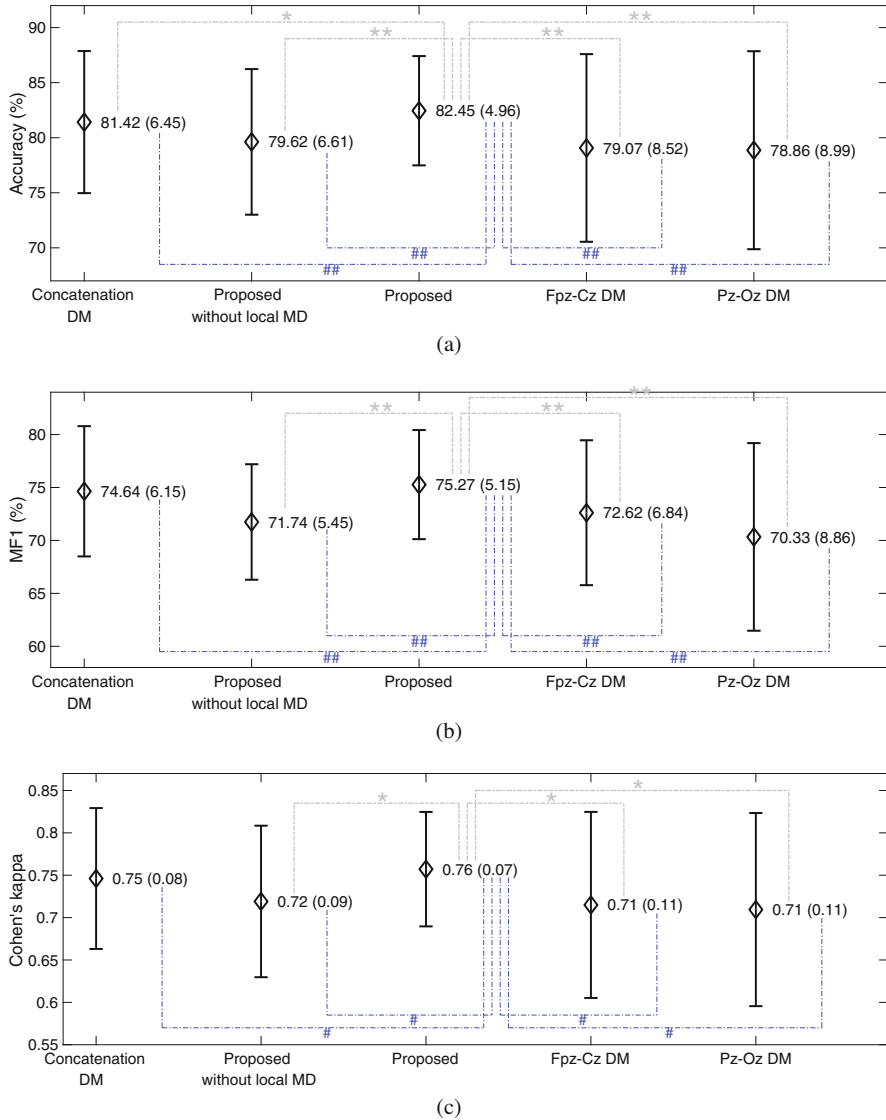 90
85
80
75
70
Accuracy (%)
*
**
**
**
81.42 (6.45)
79.62 (6.61)
82.45 (4.96)
79.07 (8.52)
78.86 (8.99)
##
##
##
##
Concatenation
DM
Proposed
without local MD
Proposed
Fpz-Cz DM
Pz-Oz DM
(a)
80
75
70
65
60
MF1 (%)
**
**
**
74.64 (6.15)
71.74 (5.45)
75.27 (5.15)
72.62 (6.84)
70.33 (8.86)
##
##
##
##
Concatenation
DM
Proposed
without local MD
Proposed
Fpz-Cz DM
Pz-Oz DM
(b)
0.85
0.8
0.75
0.7
0.65
0.6
0.55
Cohen's kappa
*
*
*
0.75 (0.08)
0.72 (0.09)
0.76 (0.07)
0.71 (0.11)
0.71 (0.11)
#
#
#
#
Concatenation
DM
Proposed
without local MD
Proposed
Fpz-Cz DM
Pz-Oz DM
(c)